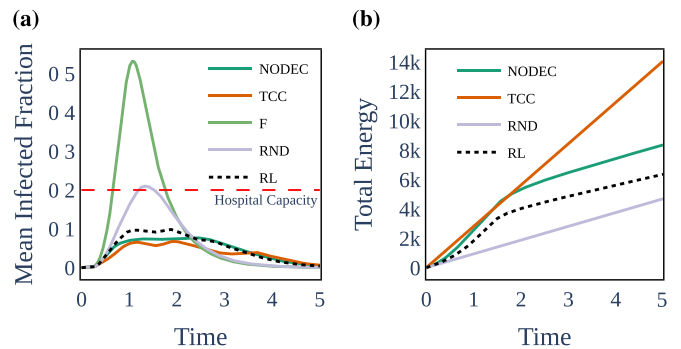 (a)
Mean Infected Fraction
0 5
0 4
0 3
0 2
0 1
0
NODEC
TCC
F
RND
RL
Hospital Capacity
0 1 2 3 4 5
Time
(b)
Total Energy
14k
12k
10k
8k
6k
4k
2k
0
NODEC
TCC
RND
RL
0 1 2 3 4 5
Time